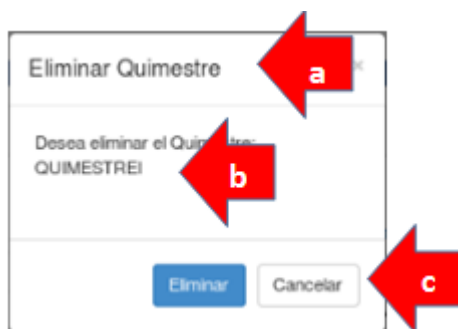 Eliminar Quimestre
a
×
Desea eliminar el Quimestre:
QUIMESTREI
b
Eliminar Cancelar
c